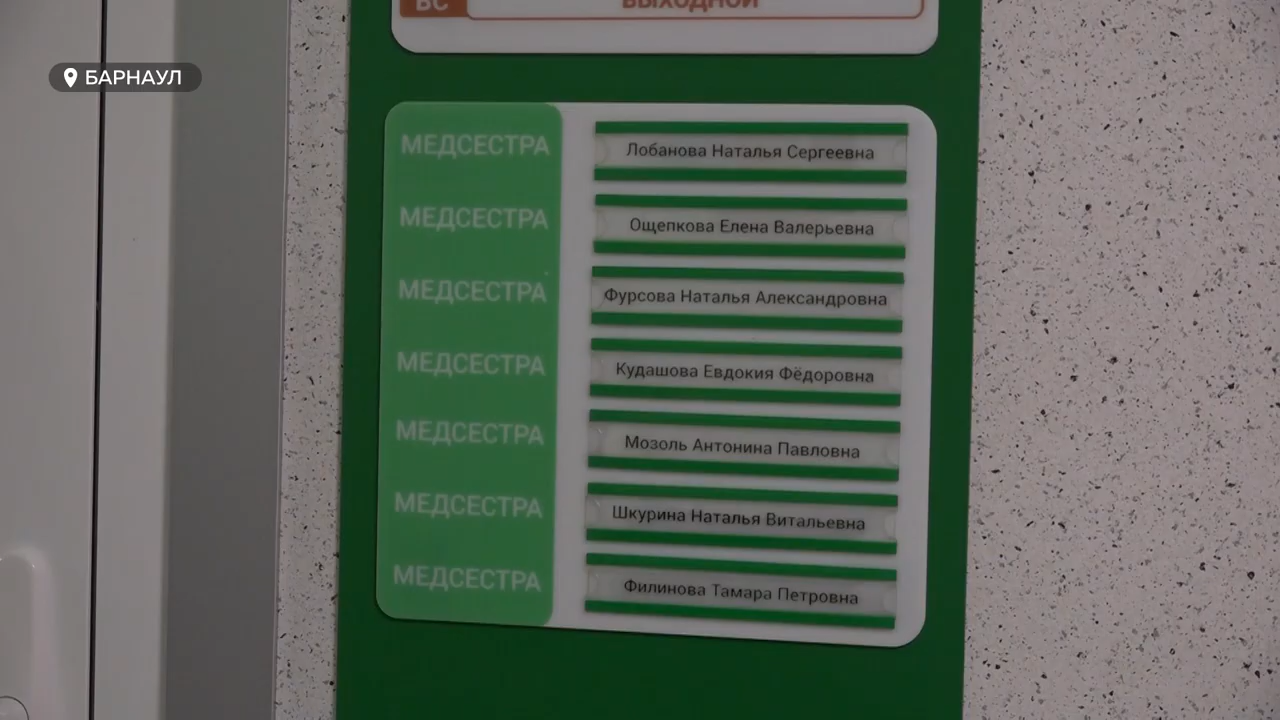 ВС ВЫХОДНОЙ
БАРНАУЛ
МЕДСЕСТРА Лобанова Наталья Сергеевна
МЕДСЕСТРА Ощепкова Елена Валерьевна
МЕДСЕСТРА Фурсова Наталья Александровна
МЕДСЕСТРА Кудашова Евдокия Фёдоровна
МЕДСЕСТРА Мозоль Антонина Павловна
МЕДСЕСТРА Шкурина Наталья Витальевна
МЕДСЕСТРА Филинова Тамара Петровна